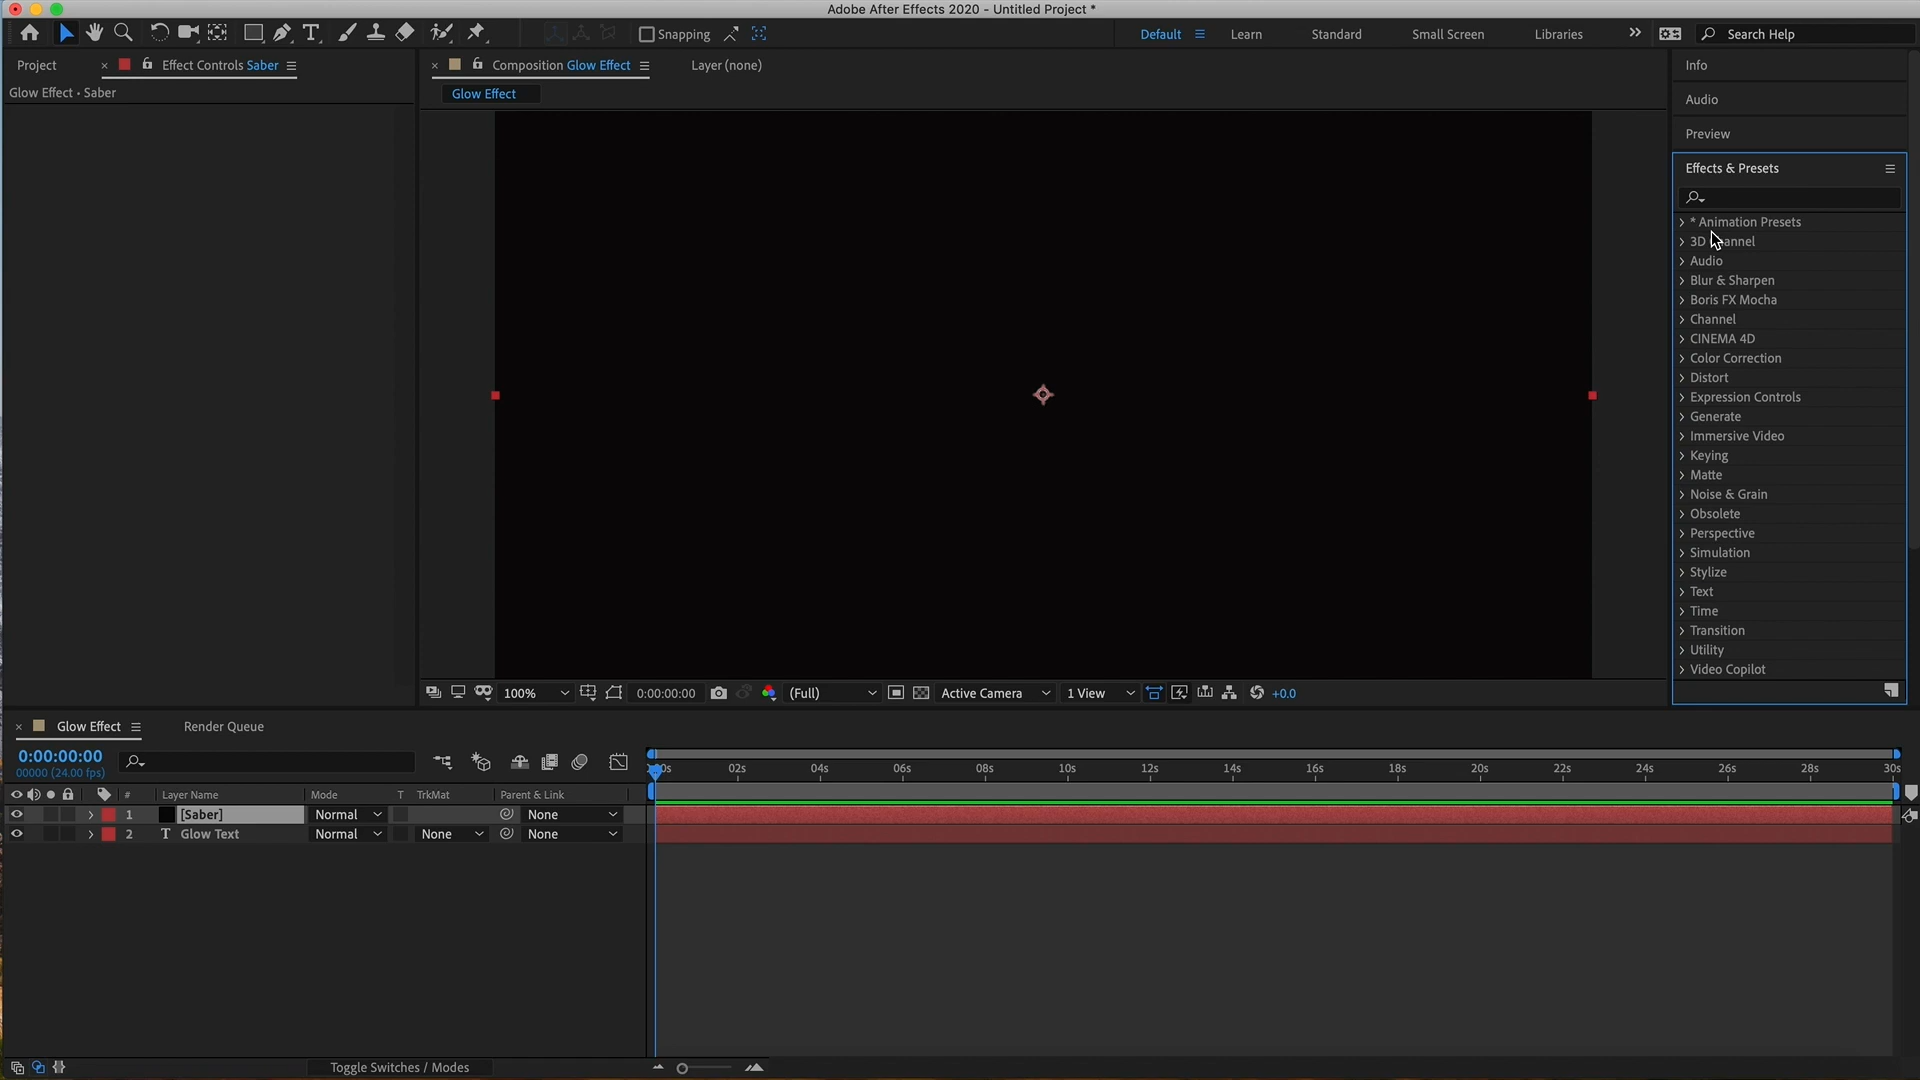 Adobe After Effects 2020 - Untitled Project *
Snapping
Default
Learn
Standard
Small Screen
Libraries
Search Help
Project
Effect Controls Saber
Composition Glow Effect
Layer (none)
Info
Glow Effect • Saber
Glow Effect
Audio
Preview
Effects & Presets
* Animation Presets
3D Channel
Audio
Blur & Sharpen
Boris FX Mocha
Channel
CINEMA 4D
Color Correction
Distort
Expression Controls
Generate
Immersive Video
Keying
Matte
Noise & Grain
Obsolete
Perspective
Simulation
Stylize
Text
Time
Transition
Utility
Video Copilot
100%
0:00:00:00
(Full)
Active Camera
1 View
+0.0
Glow Effect
Render Queue
0:00:00:00
00000 (24.00 fps)
02s 04s 06s 08s 10s 12s 14s 16s 18s 20s 22s 24s 26s 28s 30s
# Layer Name Mode T TrkMat Parent & Link
1 [Saber] Normal None
2 T Glow Text Normal None None
Toggle Switches / Modes